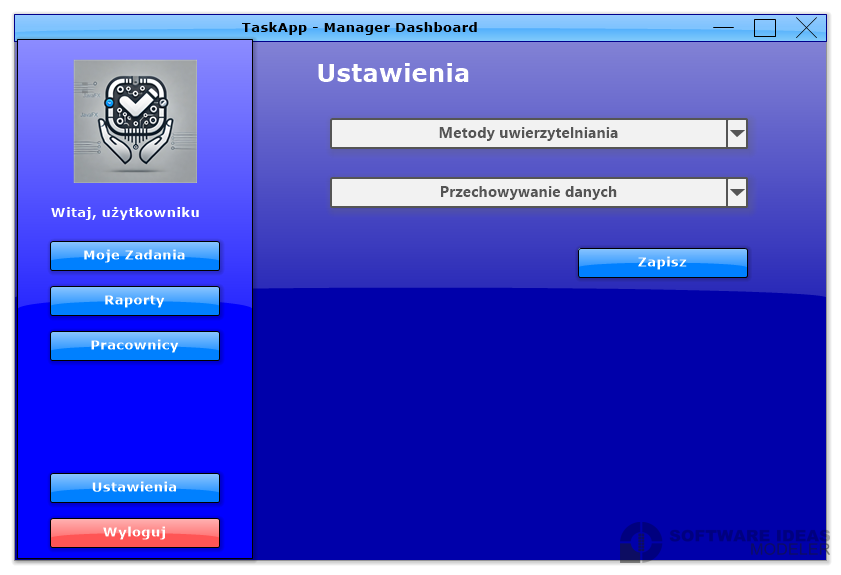 TaskApp - Manager Dashboard
Ustawienia
Metody uwierzytelniania
Przechowywanie danych
Zapisz
Witaj, użytkowniku
Moje Zadania
Raporty
Pracownicy
Ustawienia
Wyloguj
SOFTWARE IDEAS
MODELER